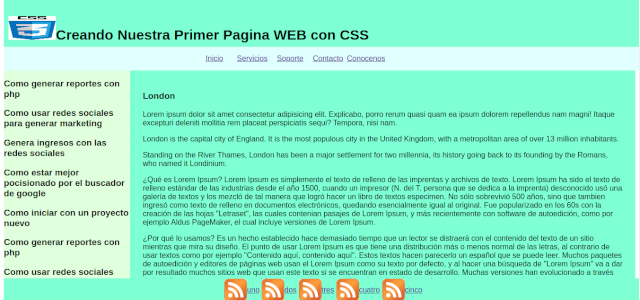 CSS
Creando Nuestra Primer Pagina WEB con CSS
Inicio Servicios Soporte Contacto Conocenos
Como generar reportes con
php
Como usar redes sociales
para generar marketing
Genera ingresos con las
redes sociales
Como estar mejor
pocisionado por el buscador
de google
Como iniciar con un proyecto
nuevo
Como generar reportes con
php
Como usar redes sociales
London
Lorem ipsum dolor sit amet consectetur adipisicing elit. Explicabo, porro rerum quasi quam ea ipsum dolorem repellendus nam magni! Itaque
excepturi deleniti mollitia rem placeat perspiciatis sequi? Tempora, nisi nam.
London is the capital city of England. It is the most populous city in the United Kingdom, with a metropolitan area of over 13 million inhabitants.
Standing on the River Thames, London has been a major settlement for two millennia, its history going back to its founding by the Romans,
who named it Londinium.
¿Qué es Lorem Ipsum? Lorem Ipsum es simplemente el texto de relleno de las imprentas y archivos de texto. Lorem Ipsum ha sido el texto de
relleno estándar de las industrias desde el año 1500, cuando un impresor (N. del T. persona que se dedica a la imprenta) desconocido usó una
galería de textos y los mezcló de tal manera que logró hacer un libro de textos especimen. No sólo sobrevivió 500 años, sino que tambien
ingresó como texto de relleno en documentos electrónicos, quedando esencialmente igual al original. Fue popularizado en los 60s con la
creación de las hojas "Letraset", las cuales contenian pasajes de Lorem Ipsum, y más recientemente con software de autoedición, como por
ejemplo Aldus PageMaker, el cual incluye versiones de Lorem Ipsum.
¿Por qué lo usamos? Es un hecho establecido hace demasiado tiempo que un lector se distraerá con el contenido del texto de un sitio
mientras que mira su diseño. El punto de usar Lorem Ipsum es que tiene una distribución más o menos normal de las letras, al contrario de
usar textos como por ejemplo "Contenido aquí, contenido aquí". Estos textos hacen parecerlo un español que se puede leer. Muchos paquetes
de autoedición y editores de páginas web usan el Lorem Ipsum como su texto por defecto, y al hacer una búsqueda de "Lorem Ipsum" va a dar
por resultado muchos sitios web que usan este texto si se encuentran en estado de desarrollo. Muchas versiones han evolucionado a través
uno dos tres cuatro cinco